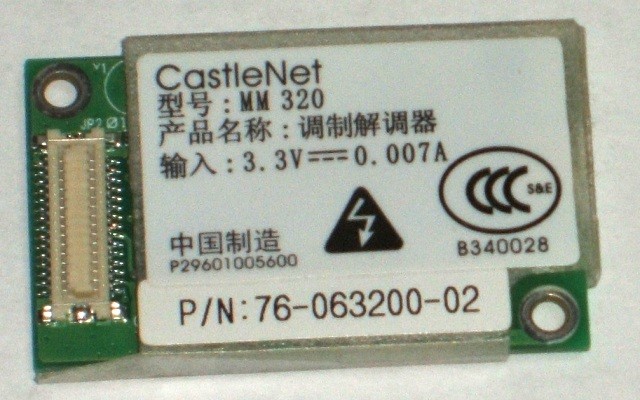 CastleNet
型号:MM 320
产品名称:调制解调器
输入:3.3V⎓0.007A
S&E
中国制造
B340028
P29601005600
P/N:76-063200-02